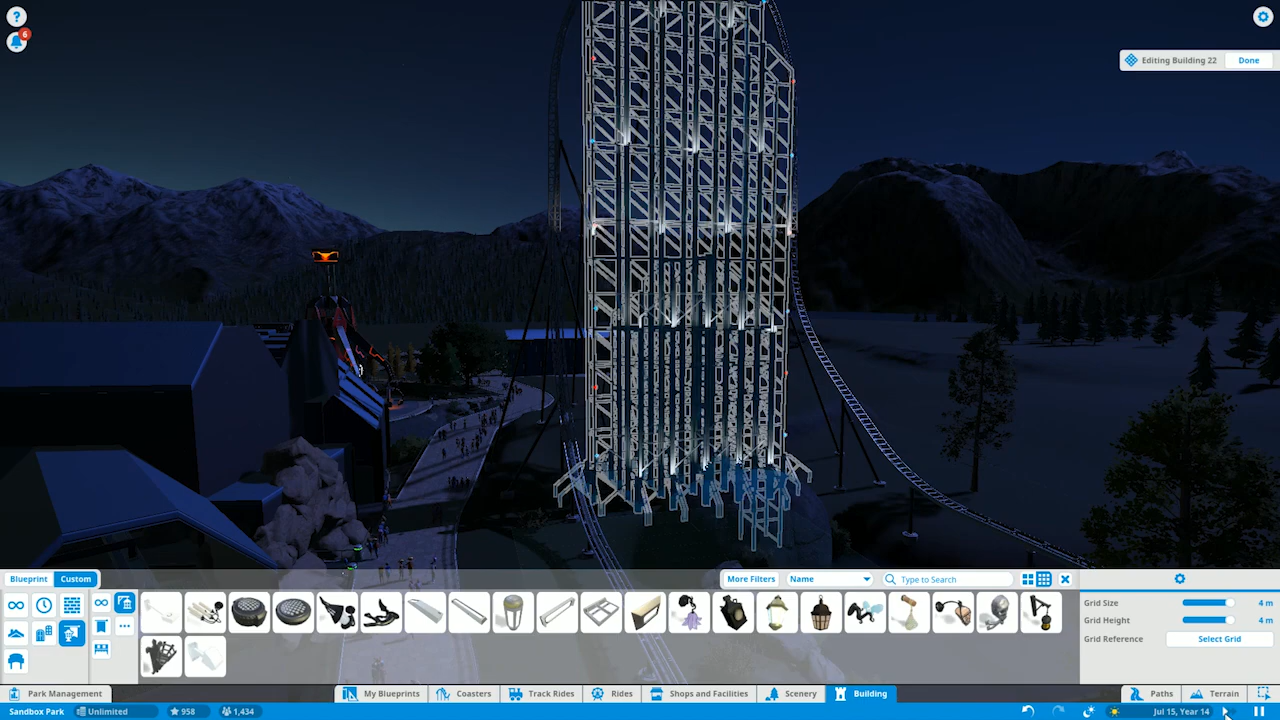 ?
6
Editing Building 22
Done
Blueprint
Custom
More Filters
Name
Type to Search
Grid Size
4 m
Grid Height
4 m
Grid Reference
Select Grid
Park Management
My Blueprints
Coasters
Track Rides
Rides
Shops and Facilities
Scenery
Building
Paths
Terrain
Sandbox Park
Unlimited
958
1,434
Jul 15, Year 14